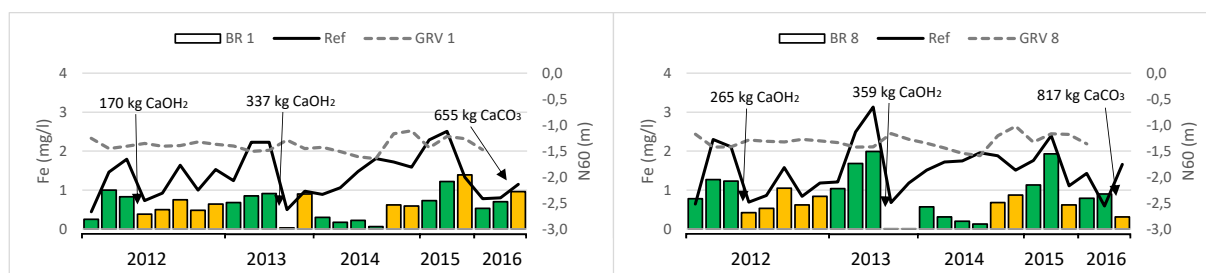 BR 1 Ref GRV 1
4 0,0
170 kg CaOH₂ 337 kg CaOH₂ 655 kg CaCO₃
3 -0,5
-1,0
2 -1,5
1 -2,0
-2,5
0 -3,0
Fe (mg/l)
N60 (m)
2012 2013 2014 2015 2016
BR 8 Ref GRV 8
4 0,0
265 kg CaOH₂ 359 kg CaOH₂ 817 kg CaCO₃
3 -0,5
-1,0
2 -1,5
1 -2,0
-2,5
0 -3,0
Fe (mg/l)
N60 (m)
2012 2013 2014 2015 2016